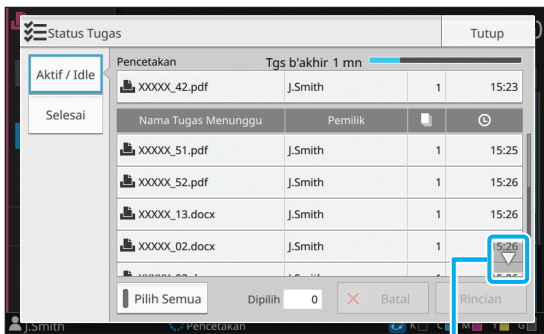 Status Tugas Tutup
Aktif / Idle
Selesai
Pencetakan Tgs b'akhir 1 mn
XXXXX_42.pdf J.Smith 1 15:23
Nama Tugas Menunggu Pemilik
XXXXX_51.pdf J.Smith 1 15:25
XXXXX_52.pdf J.Smith 1 15:26
XXXXX_13.docx J.Smith 1 15:26
XXXXX_02.docx J.Smith 1 15:26
Pilih Semua Dipilih 0 Batal Rincian
J.Smith Pencetakan K C M Y G